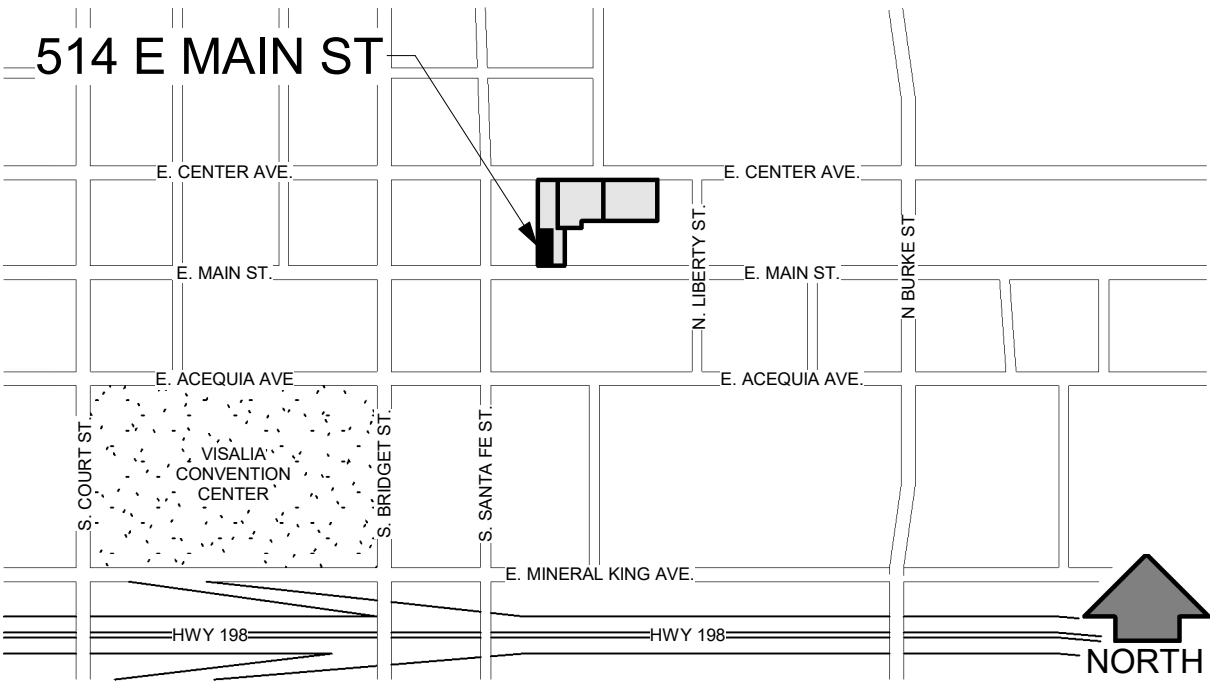 514 E MAIN ST
E. CENTER AVE.
E. CENTER AVE.
E. MAIN ST.
E. MAIN ST.
N. LIBERTY ST.
N BURKE ST
E. ACEQUIA AVE
E. ACEQUIA AVE.
S. COURT ST.
VISALIA
CONVENTION
CENTER
S. BRIDGET ST.
S. SANTA FE ST.
E. MINERAL KING AVE.
HWY 198
HWY 198
NORTH